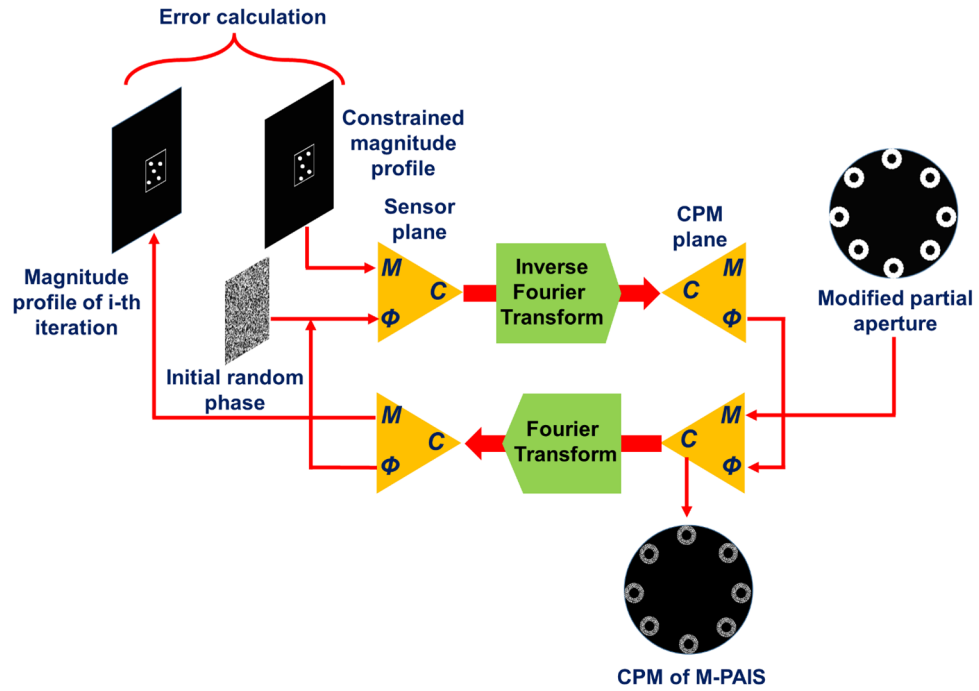 Error calculation
Constrained
magnitude
profile
Sensor
plane
CPM
plane
M
C
Φ
Inverse
Fourier
Transform
M
C
Φ
Modified partial
aperture
Magnitude
profile of i-th
iteration
Initial random
phase
M
C
Φ
Fourier
Transform
M
C
Φ
CPM of M-PAIS